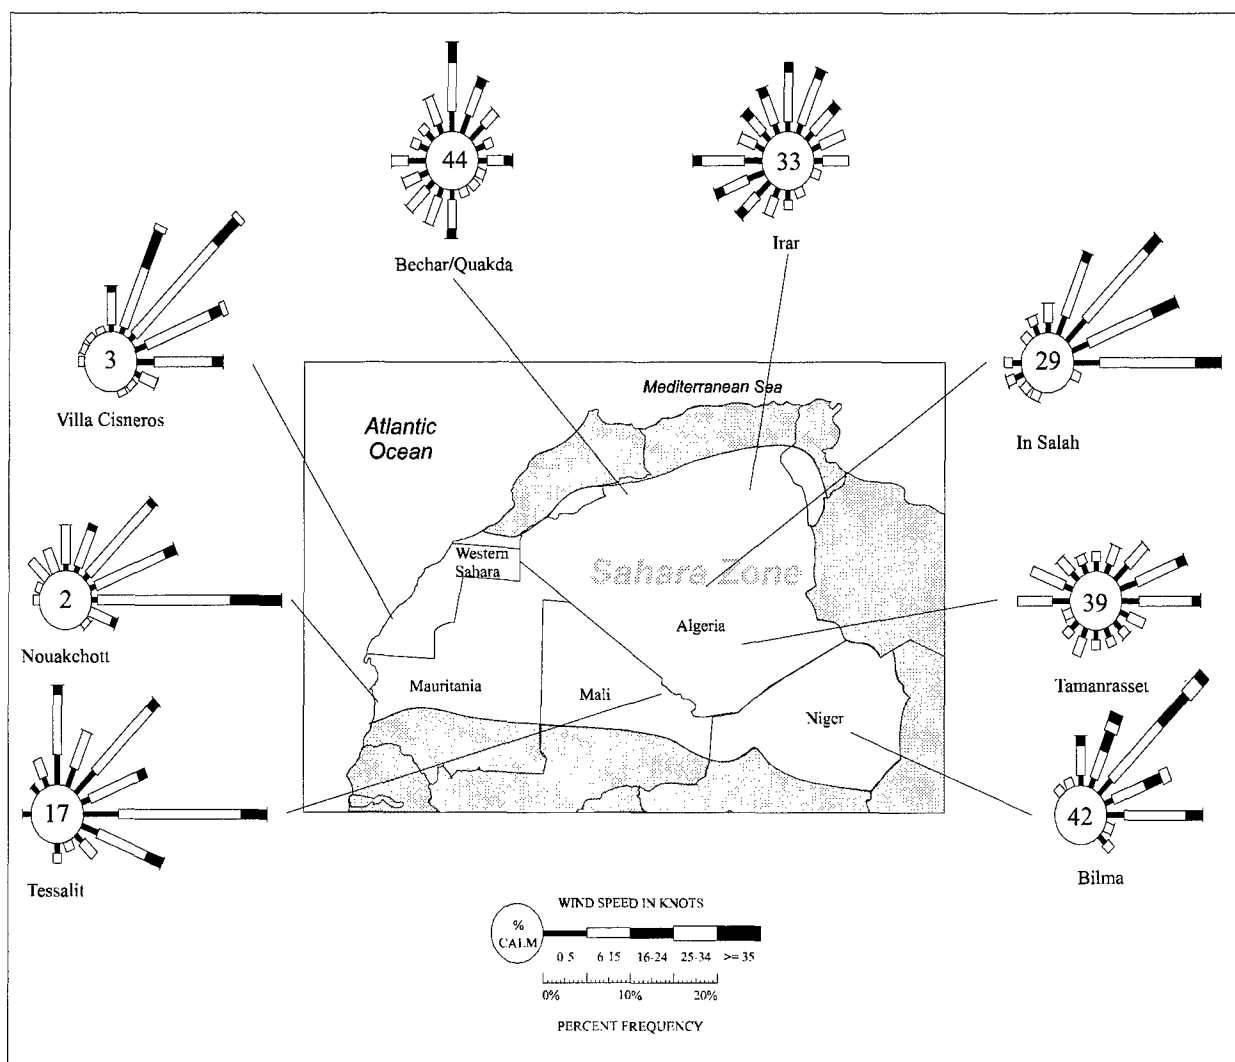 44
33
Bechar/Quakda
Irar
3
Villa Cisneros
29
In Salah
Mediterranean Sea
Atlantic
Ocean
Western
Sahara
Sahara Zone
2
Nouakchott
Algeria
39
Tamanrasset
Mauritania
Mali
Niger
17
Tessalit
42
Bilma
WIND SPEED IN KNOTS
%
CALM
0-5 6-15 16-24 25-34 >= 35
0% 10% 20%
PERCENT FREQUENCY